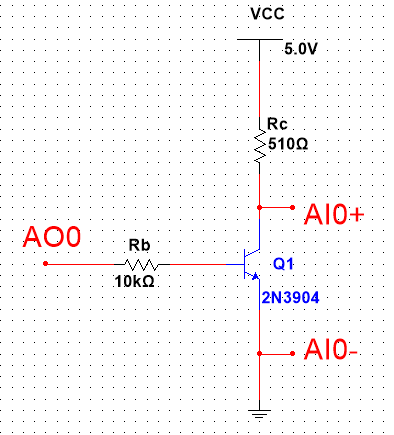 VCC
5.0V
Rc
510Ω
AI0+
AO0
Rb
10kΩ
Q1
2N3904
AI0-